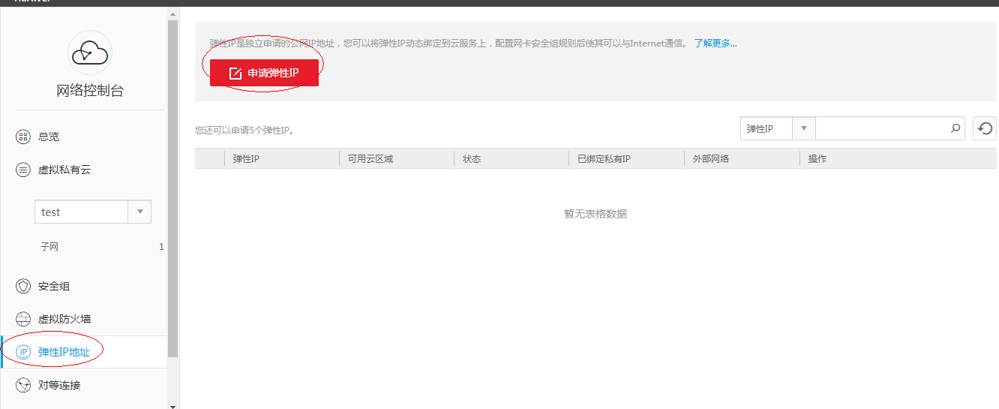 HUAWEI
网络控制台
总览
虚拟私有云
test
子网 1
安全组
虚拟防火墙
IP 弹性IP地址
对等连接
弹性IP是独立申请的公网IP地址，您可以将弹性IP动态绑定到云服务上，配置网卡安全组规则后使其可以与Internet通信。 了解更多...
申请弹性IP
您还可以申请5个弹性IP。
弹性IP
弹性IP 可用云区域 状态 已绑定私有IP 外部网络 操作
暂无表格数据